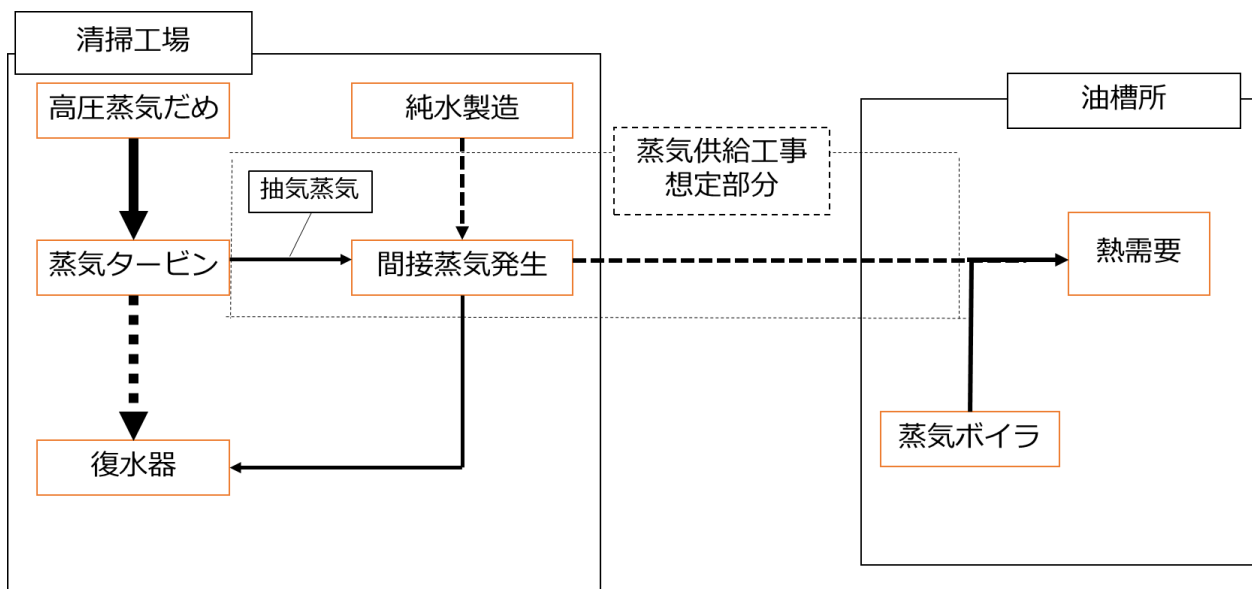 清掃工場
高圧蒸気だめ
純水製造
油槽所
蒸気供給工事
想定部分
抽気蒸気
蒸気タービン
間接蒸気発生
熱需要
蒸気ボイラ
復水器